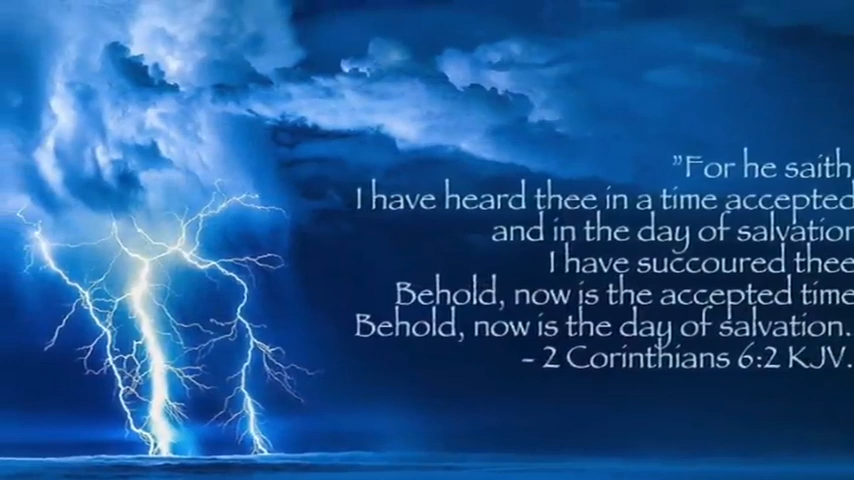 "For he saith,
I have heard thee in a time accepted
and in the day of salvation
I have succoured thee
Behold, now is the accepted time
Behold, now is the day of salvation.
– 2 Corinthians 6:2 KJV.